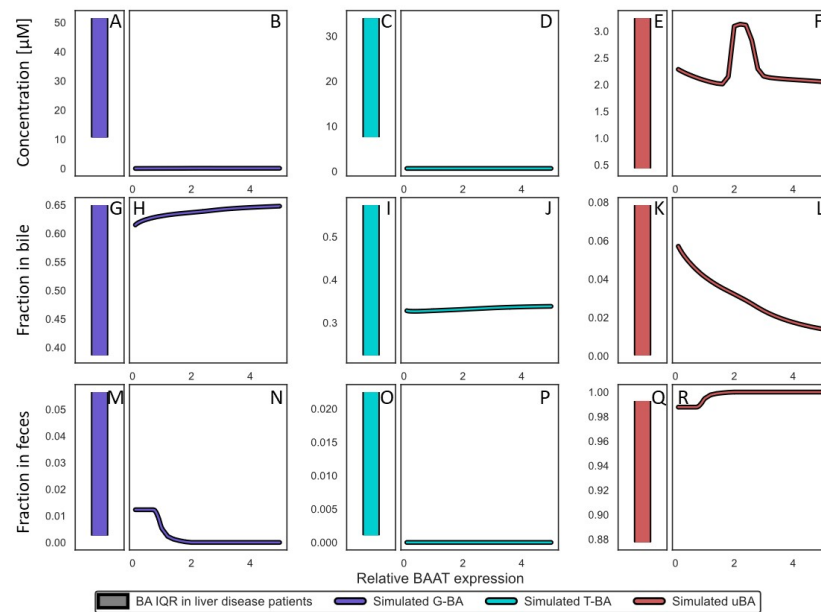 Concentration [µM]
A
50
40
30
20
10
0
B
0 2 4
C
30
20
10
0
D
0 2 4
E
3.0
2.5
2.0
1.5
1.0
0.5
F
0 2 4
Fraction in bile
G
0.65
0.60
0.55
0.50
0.45
0.40
H
0 2 4
I
0.5
0.4
0.3
J
0 2 4
K
0.08
0.06
0.04
0.02
0.00
L
0 2 4
Fraction in feces
M
0.05
0.04
0.03
0.02
0.01
0.00
N
0 2 4
O
0.020
0.015
0.010
0.005
0.000
P
0 2 4
Q
1.00
0.98
0.96
0.94
0.92
0.90
0.88
R
0 2 4
Relative BAAT expression
BA IQR in liver disease patients Simulated G-BA Simulated T-BA Simulated uBA